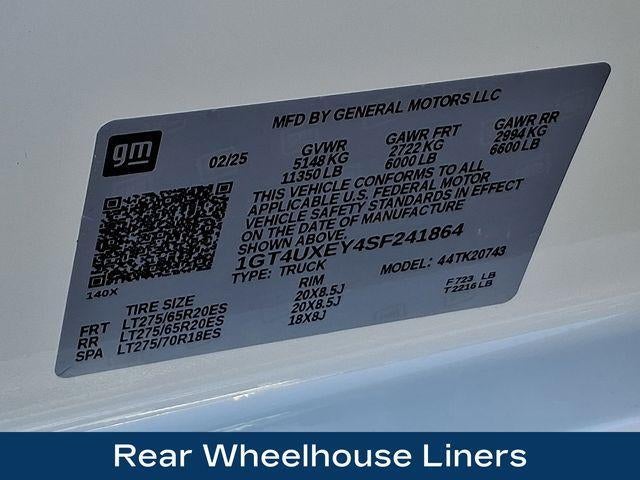 MFD BY GENERAL MOTORS LLC
gm
02/25
GVWR
5148 KG
11350 LB
GAWR FRT
2722 KG
6000 LB
GAWR RR
2994 KG
6600 LB
THIS VEHICLE CONFORMS TO ALL
APPLICABLE U.S. FEDERAL MOTOR
VEHICLE SAFETY STANDARDS IN EFFECT
ON THE DATE OF MANUFACTURE
SHOWN ABOVE.
1GT4UXEY4SF241864
TYPE: TRUCK
MODEL: 44TK20743
140X
TIRE SIZE
RIM
FRT LT275/65R20ES 20X8.5J
RR LT275/65R20ES 20X8.5J
SPA LT275/70R18ES 18X8J
F 723 LB
T 2216 LB
Rear Wheelhouse Liners